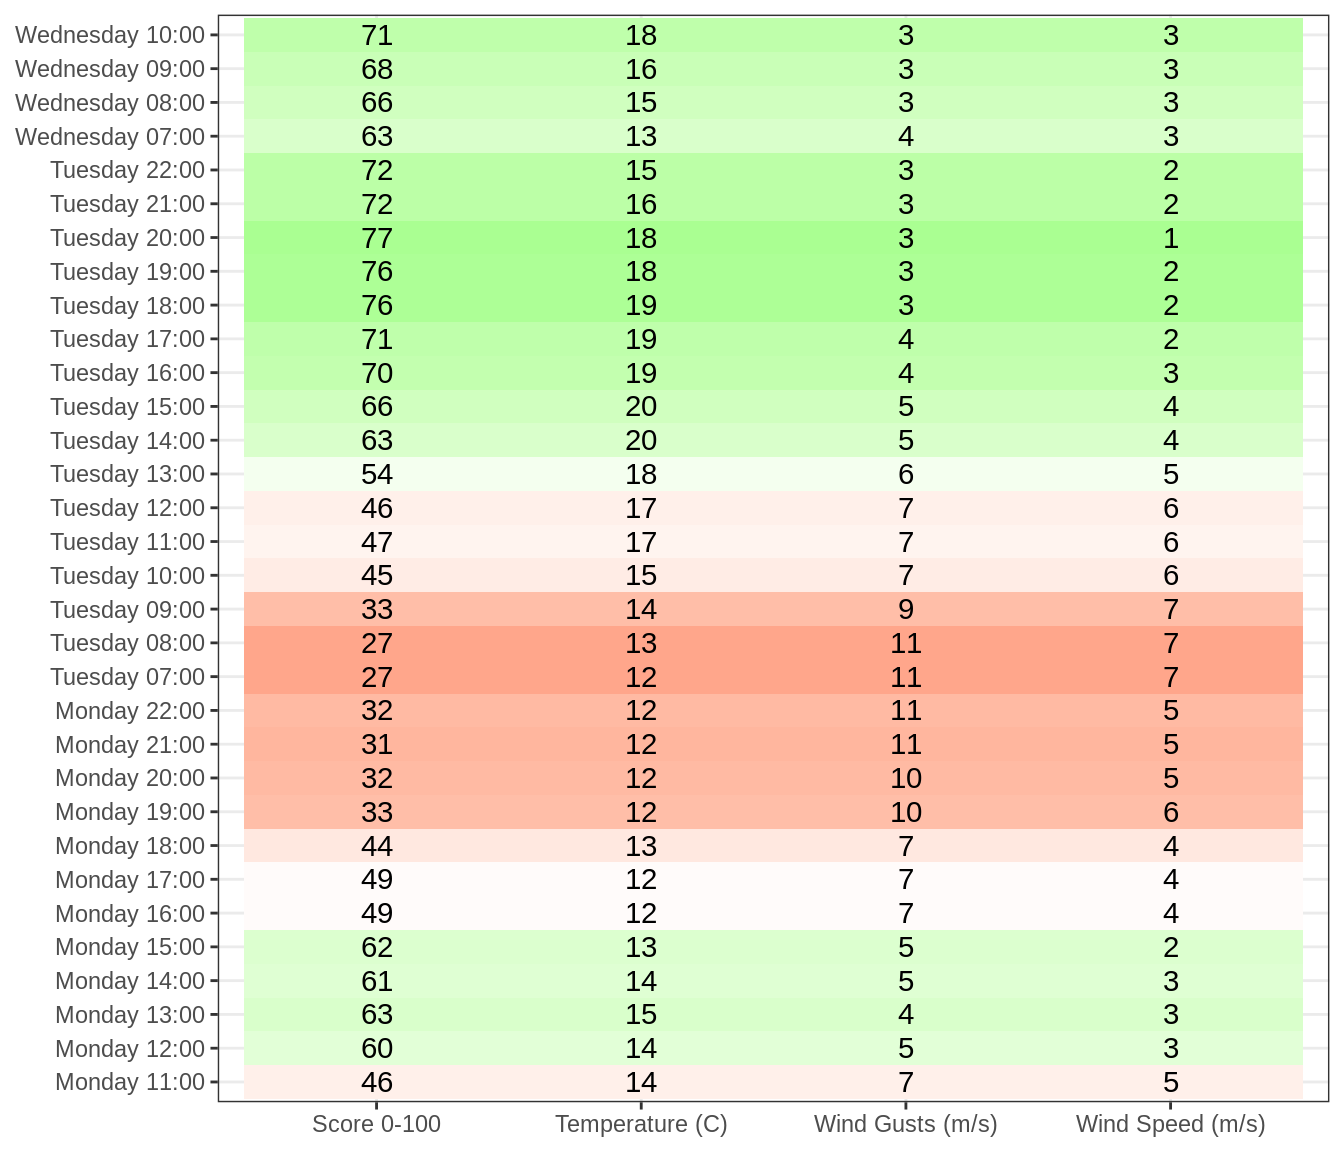 Wednesday 10:00 71 18 3 3
Wednesday 09:00 68 16 3 3
Wednesday 08:00 66 15 3 3
Wednesday 07:00 63 13 4 3
Tuesday 22:00 72 15 3 2
Tuesday 21:00 72 16 3 2
Tuesday 20:00 77 18 3 1
Tuesday 19:00 76 18 3 2
Tuesday 18:00 76 19 3 2
Tuesday 17:00 71 19 4 2
Tuesday 16:00 70 19 4 3
Tuesday 15:00 66 20 5 4
Tuesday 14:00 63 20 5 4
Tuesday 13:00 54 18 6 5
Tuesday 12:00 46 17 7 6
Tuesday 11:00 47 17 7 6
Tuesday 10:00 45 15 7 6
Tuesday 09:00 33 14 9 7
Tuesday 08:00 27 13 11 7
Tuesday 07:00 27 12 11 7
Monday 22:00 32 12 11 5
Monday 21:00 31 12 11 5
Monday 20:00 32 12 10 5
Monday 19:00 33 12 10 6
Monday 18:00 44 13 7 4
Monday 17:00 49 12 7 4
Monday 16:00 49 12 7 4
Monday 15:00 62 13 5 2
Monday 14:00 61 14 5 3
Monday 13:00 63 15 4 3
Monday 12:00 60 14 5 3
Monday 11:00 46 14 7 5
Score 0-100 Temperature (C) Wind Gusts (m/s) Wind Speed (m/s)